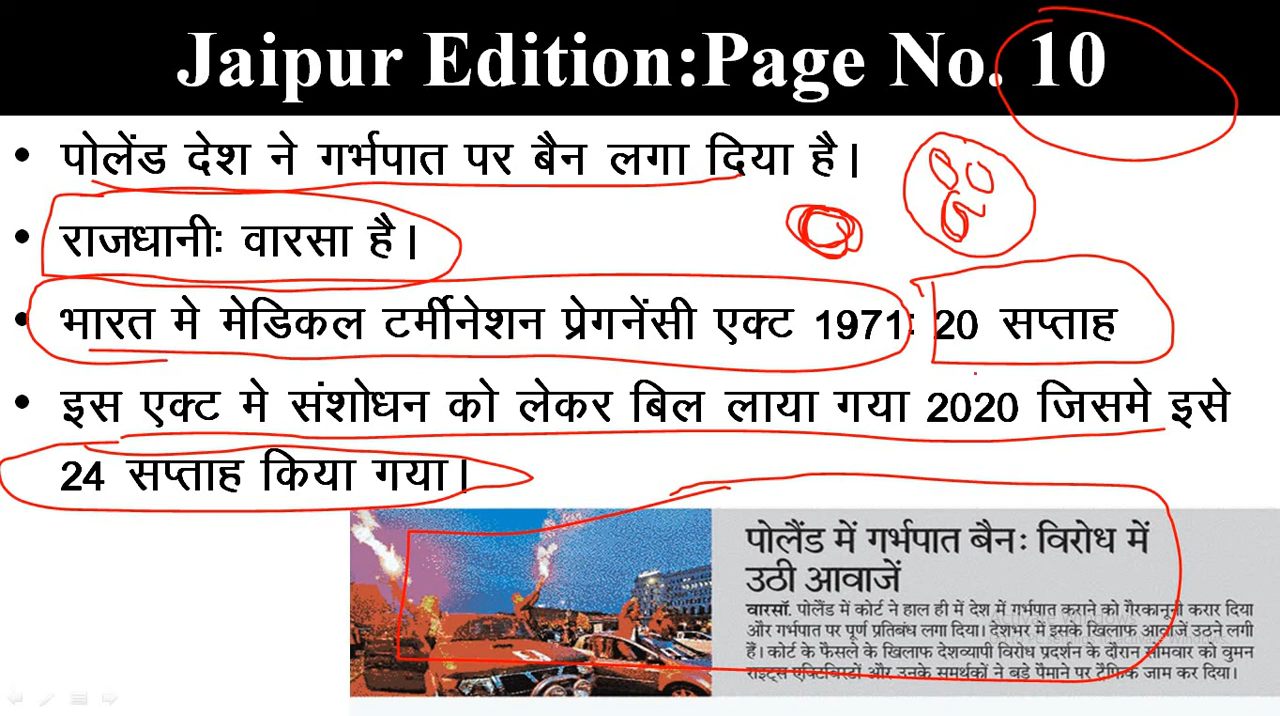 Jaipur Edition:Page No. 10
• पोलेंड देश ने गर्भपात पर बैन लगा दिया है।
• राजधानीः वारसा है।
• भारत मे मेडिकल टर्मीनेशन प्रेगनेंसी एक्ट 1971ः 20 सप्ताह
• इस एक्ट मे संशोधन को लेकर बिल लाया गया 2020 जिसमे इसे
24 सप्ताह किया गया।
पोलैंड में गर्भपात बैन: विरोध में
उठी आवाजें
वारसॉ. पोलैंड में कोर्ट ने हाल ही में देश में गर्भपात कराने को गैरकानूनी करार दिया
और गर्भपात पर पूर्ण प्रतिबंध लगा दिया। देशभर में इसके खिलाफ आवाजें उठने लगी
हैं। कोर्ट के फैसले के खिलाफ देशव्यापी विरोध प्रदर्शन के दौरान सोमवार को वुमन
राइट्स एक्टिविस्टों और उनके समर्थकों ने बड़े पैमाने पर ट्रैफिक जाम कर दिया।